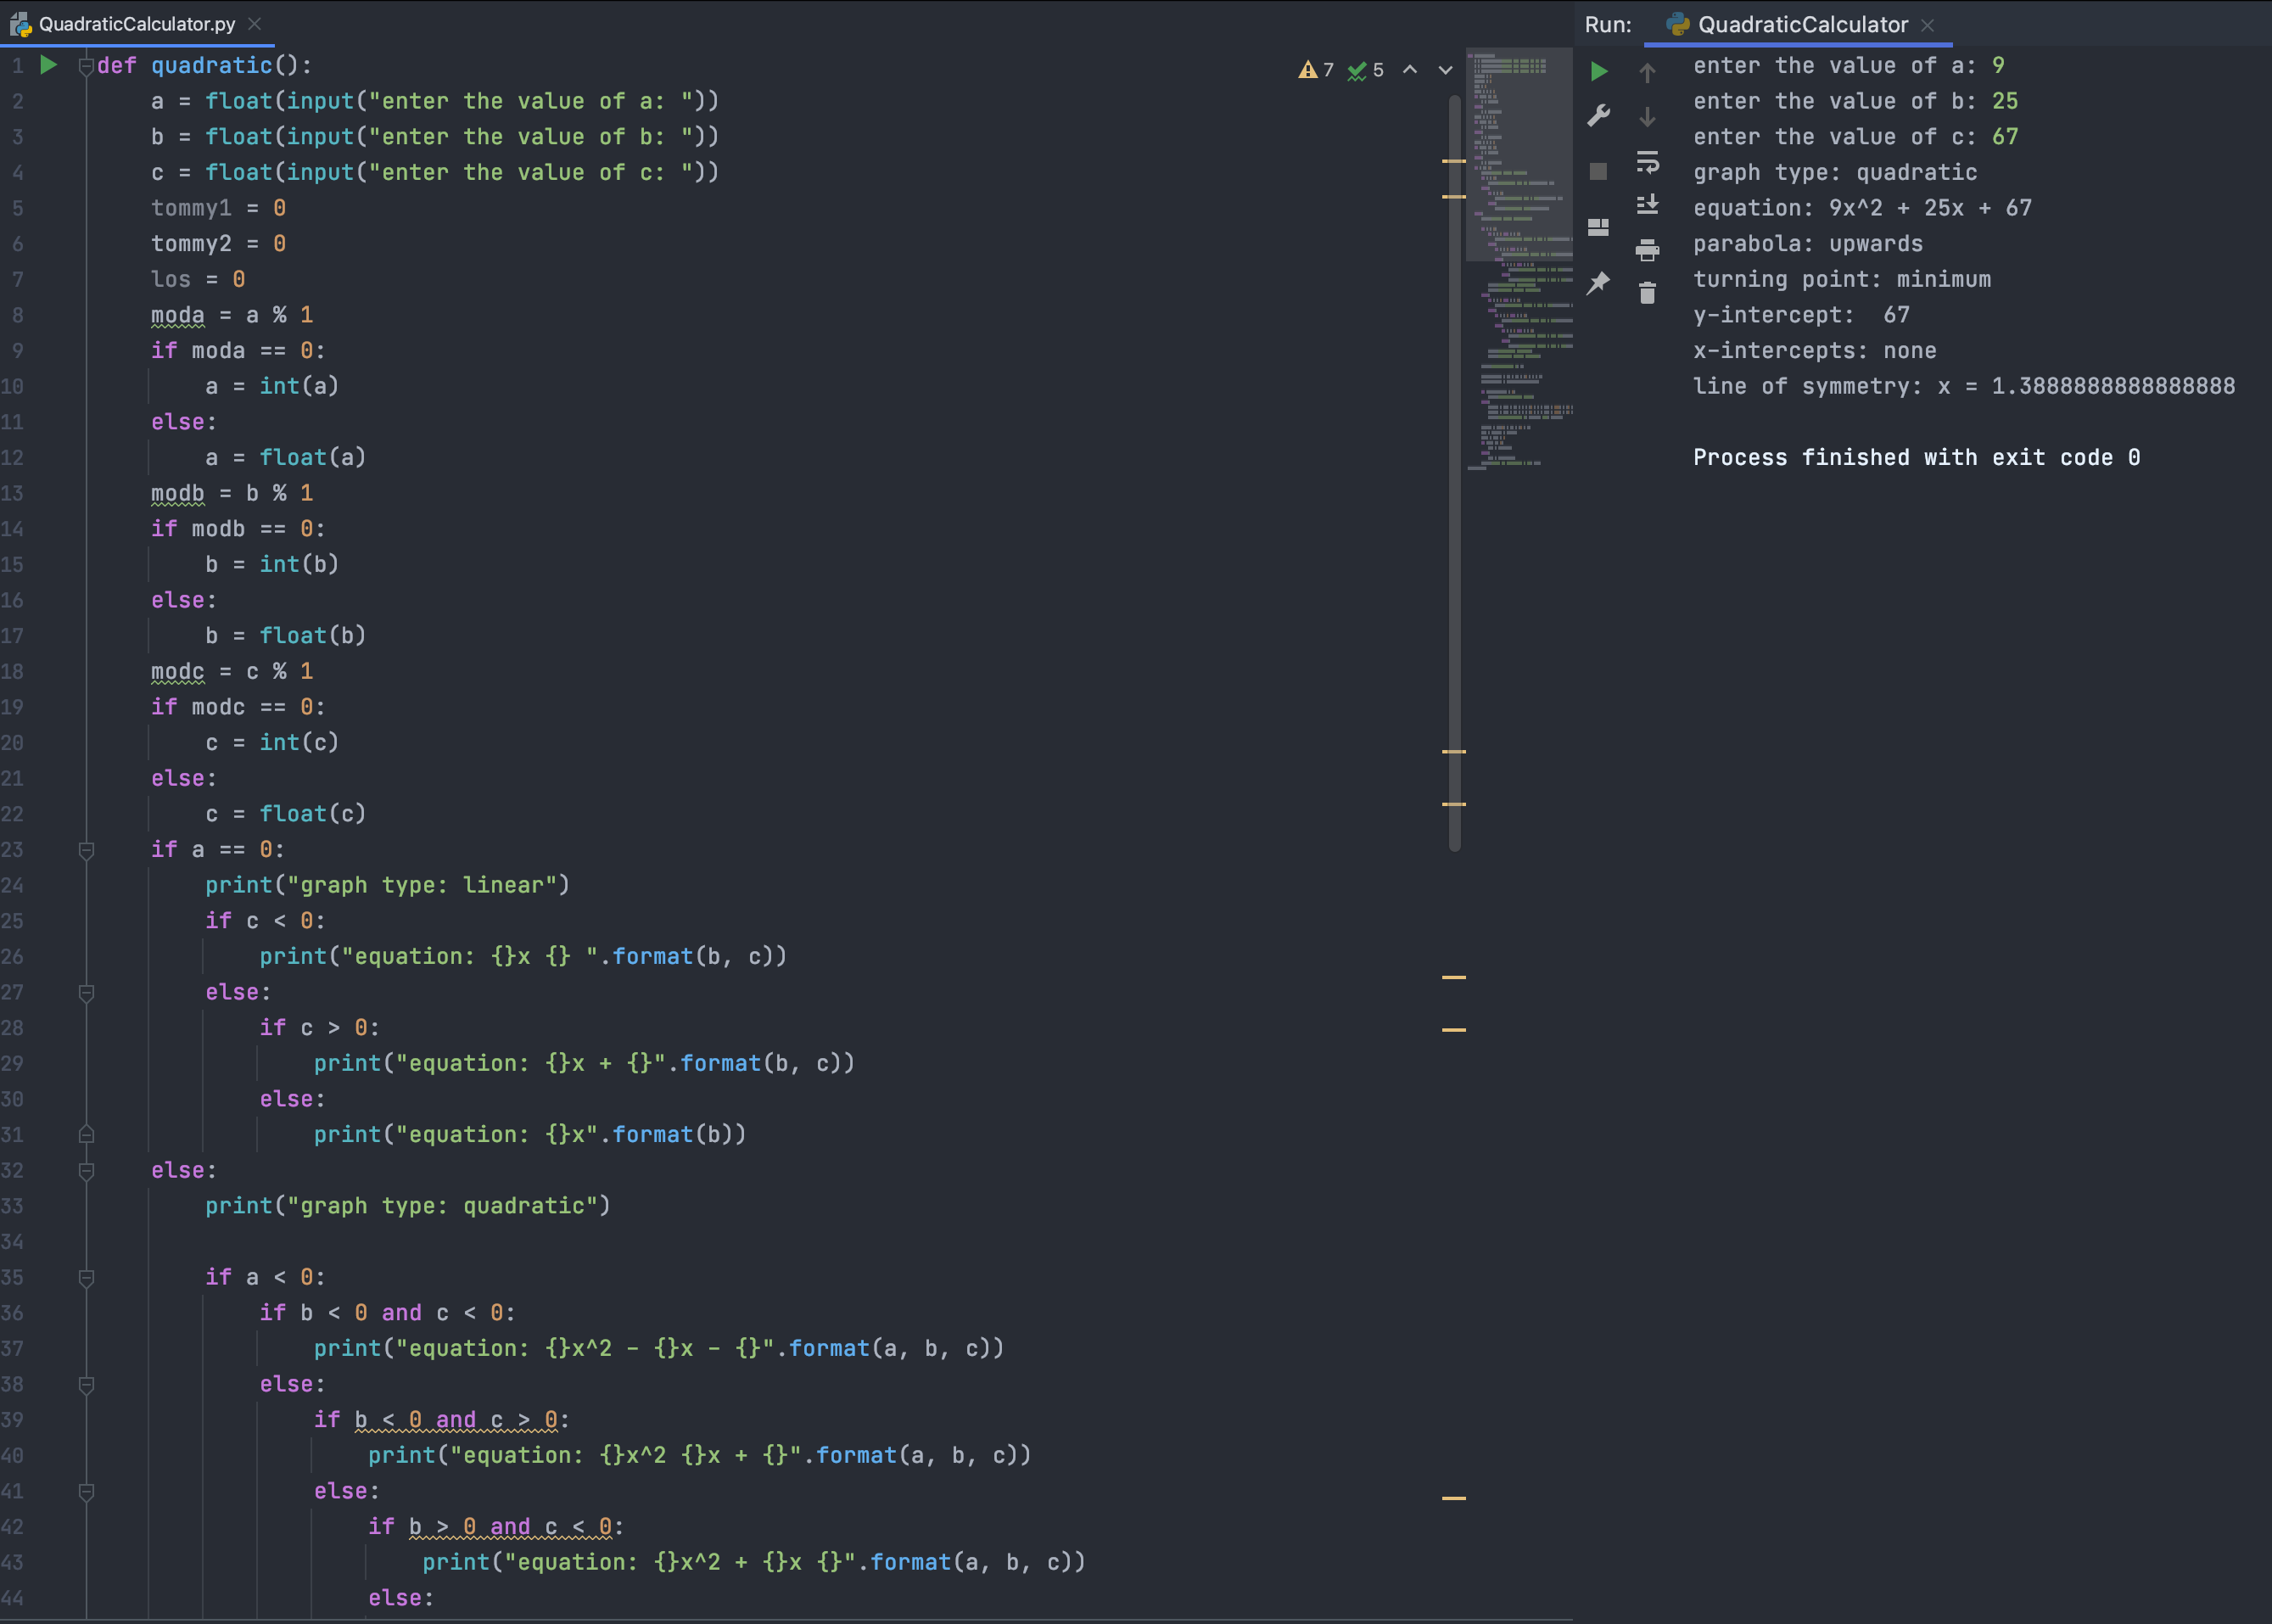 QuadraticCalculator.py
1 def quadratic():
2     a = float(input("enter the value of a: "))
3     b = float(input("enter the value of b: "))
4     c = float(input("enter the value of c: "))
5     tommy1 = 0
6     tommy2 = 0
7     los = 0
8     moda = a % 1
9     if moda == 0:
10         a = int(a)
11     else:
12         a = float(a)
13     modb = b % 1
14     if modb == 0:
15         b = int(b)
16     else:
17         b = float(b)
18     modc = c % 1
19     if modc == 0:
20         c = int(c)
21     else:
22         c = float(c)
23     if a == 0:
24         print("graph type: linear")
25         if c < 0:
26             print("equation: {}x {} ".format(b, c))
27         else:
28             if c > 0:
29                 print("equation: {}x + {}".format(b, c))
30             else:
31                 print("equation: {}x".format(b))
32     else:
33         print("graph type: quadratic")
34
35         if a < 0:
36             if b < 0 and c < 0:
37                 print("equation: {}x^2 - {}x - {}".format(a, b, c))
38             else:
39                 if b < 0 and c > 0:
40                     print("equation: {}x^2 {}x + {}".format(a, b, c))
41                 else:
42                     if b > 0 and c < 0:
43                         print("equation: {}x^2 + {}x {}".format(a, b, c))
44                     else:
7 5
Run: QuadraticCalculator
enter the value of a: 9
enter the value of b: 25
enter the value of c: 67
graph type: quadratic
equation: 9x^2 + 25x + 67
parabola: upwards
turning point: minimum
y-intercept:  67
x-intercepts: none
line of symmetry: x = 1.3888888888888888
Process finished with exit code 0